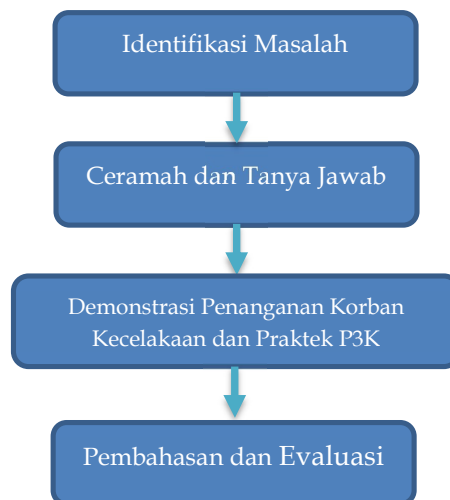 Identifikasi Masalah
Ceramah dan Tanya Jawab
Demonstrasi Penanganan Korban
Kecelakaan dan Praktek P3K
Pembahasan dan Evaluasi